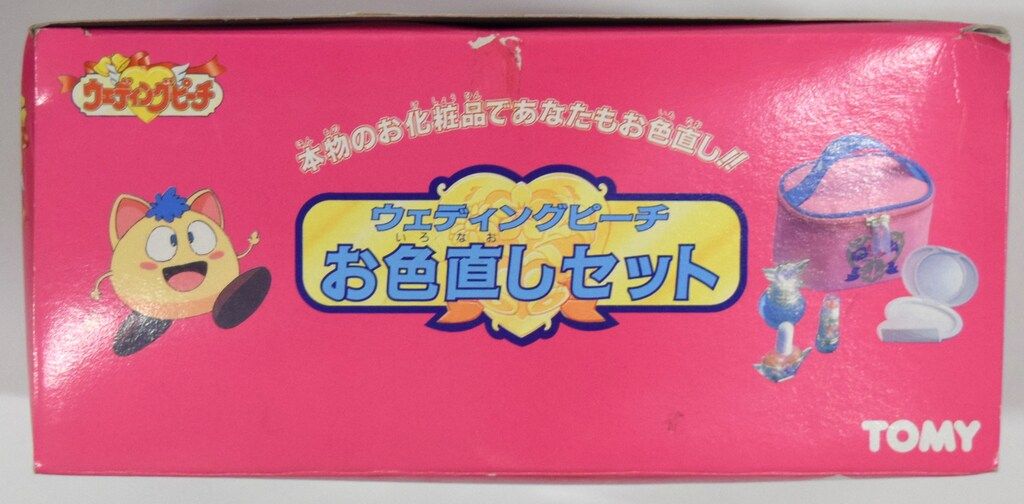 ウェディングピーチ
本物のお化粧品であなたもお色直し!!
ウェディングピーチ
お色直しセット
TOMY